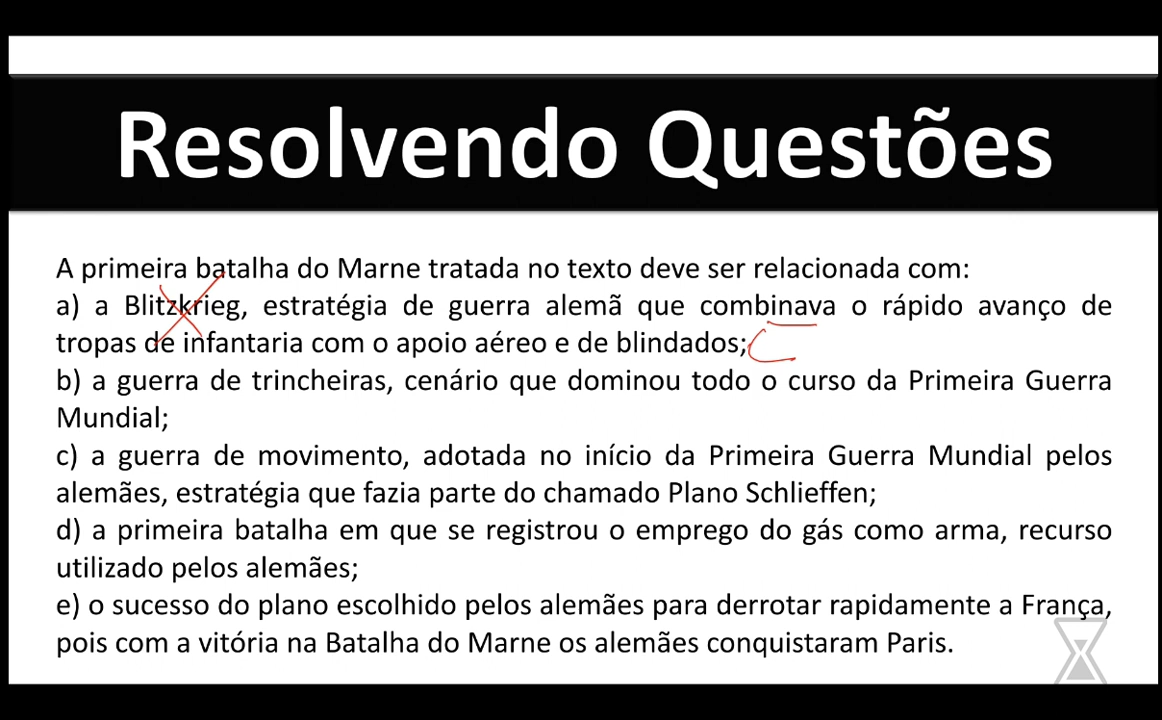 Resolvendo Questões
A primeira batalha do Marne tratada no texto deve ser relacionada com:
a) a Blitzkrieg, estratégia de guerra alemã que combinava o rápido avanço de
tropas de infantaria com o apoio aéreo e de blindados;
b) a guerra de trincheiras, cenário que dominou todo o curso da Primeira Guerra
Mundial;
c) a guerra de movimento, adotada no início da Primeira Guerra Mundial pelos
alemães, estratégia que fazia parte do chamado Plano Schlieffen;
d) a primeira batalha em que se registrou o emprego do gás como arma, recurso
utilizado pelos alemães;
e) o sucesso do plano escolhido pelos alemães para derrotar rapidamente a França,
pois com a vitória na Batalha do Marne os alemães conquistaram Paris.